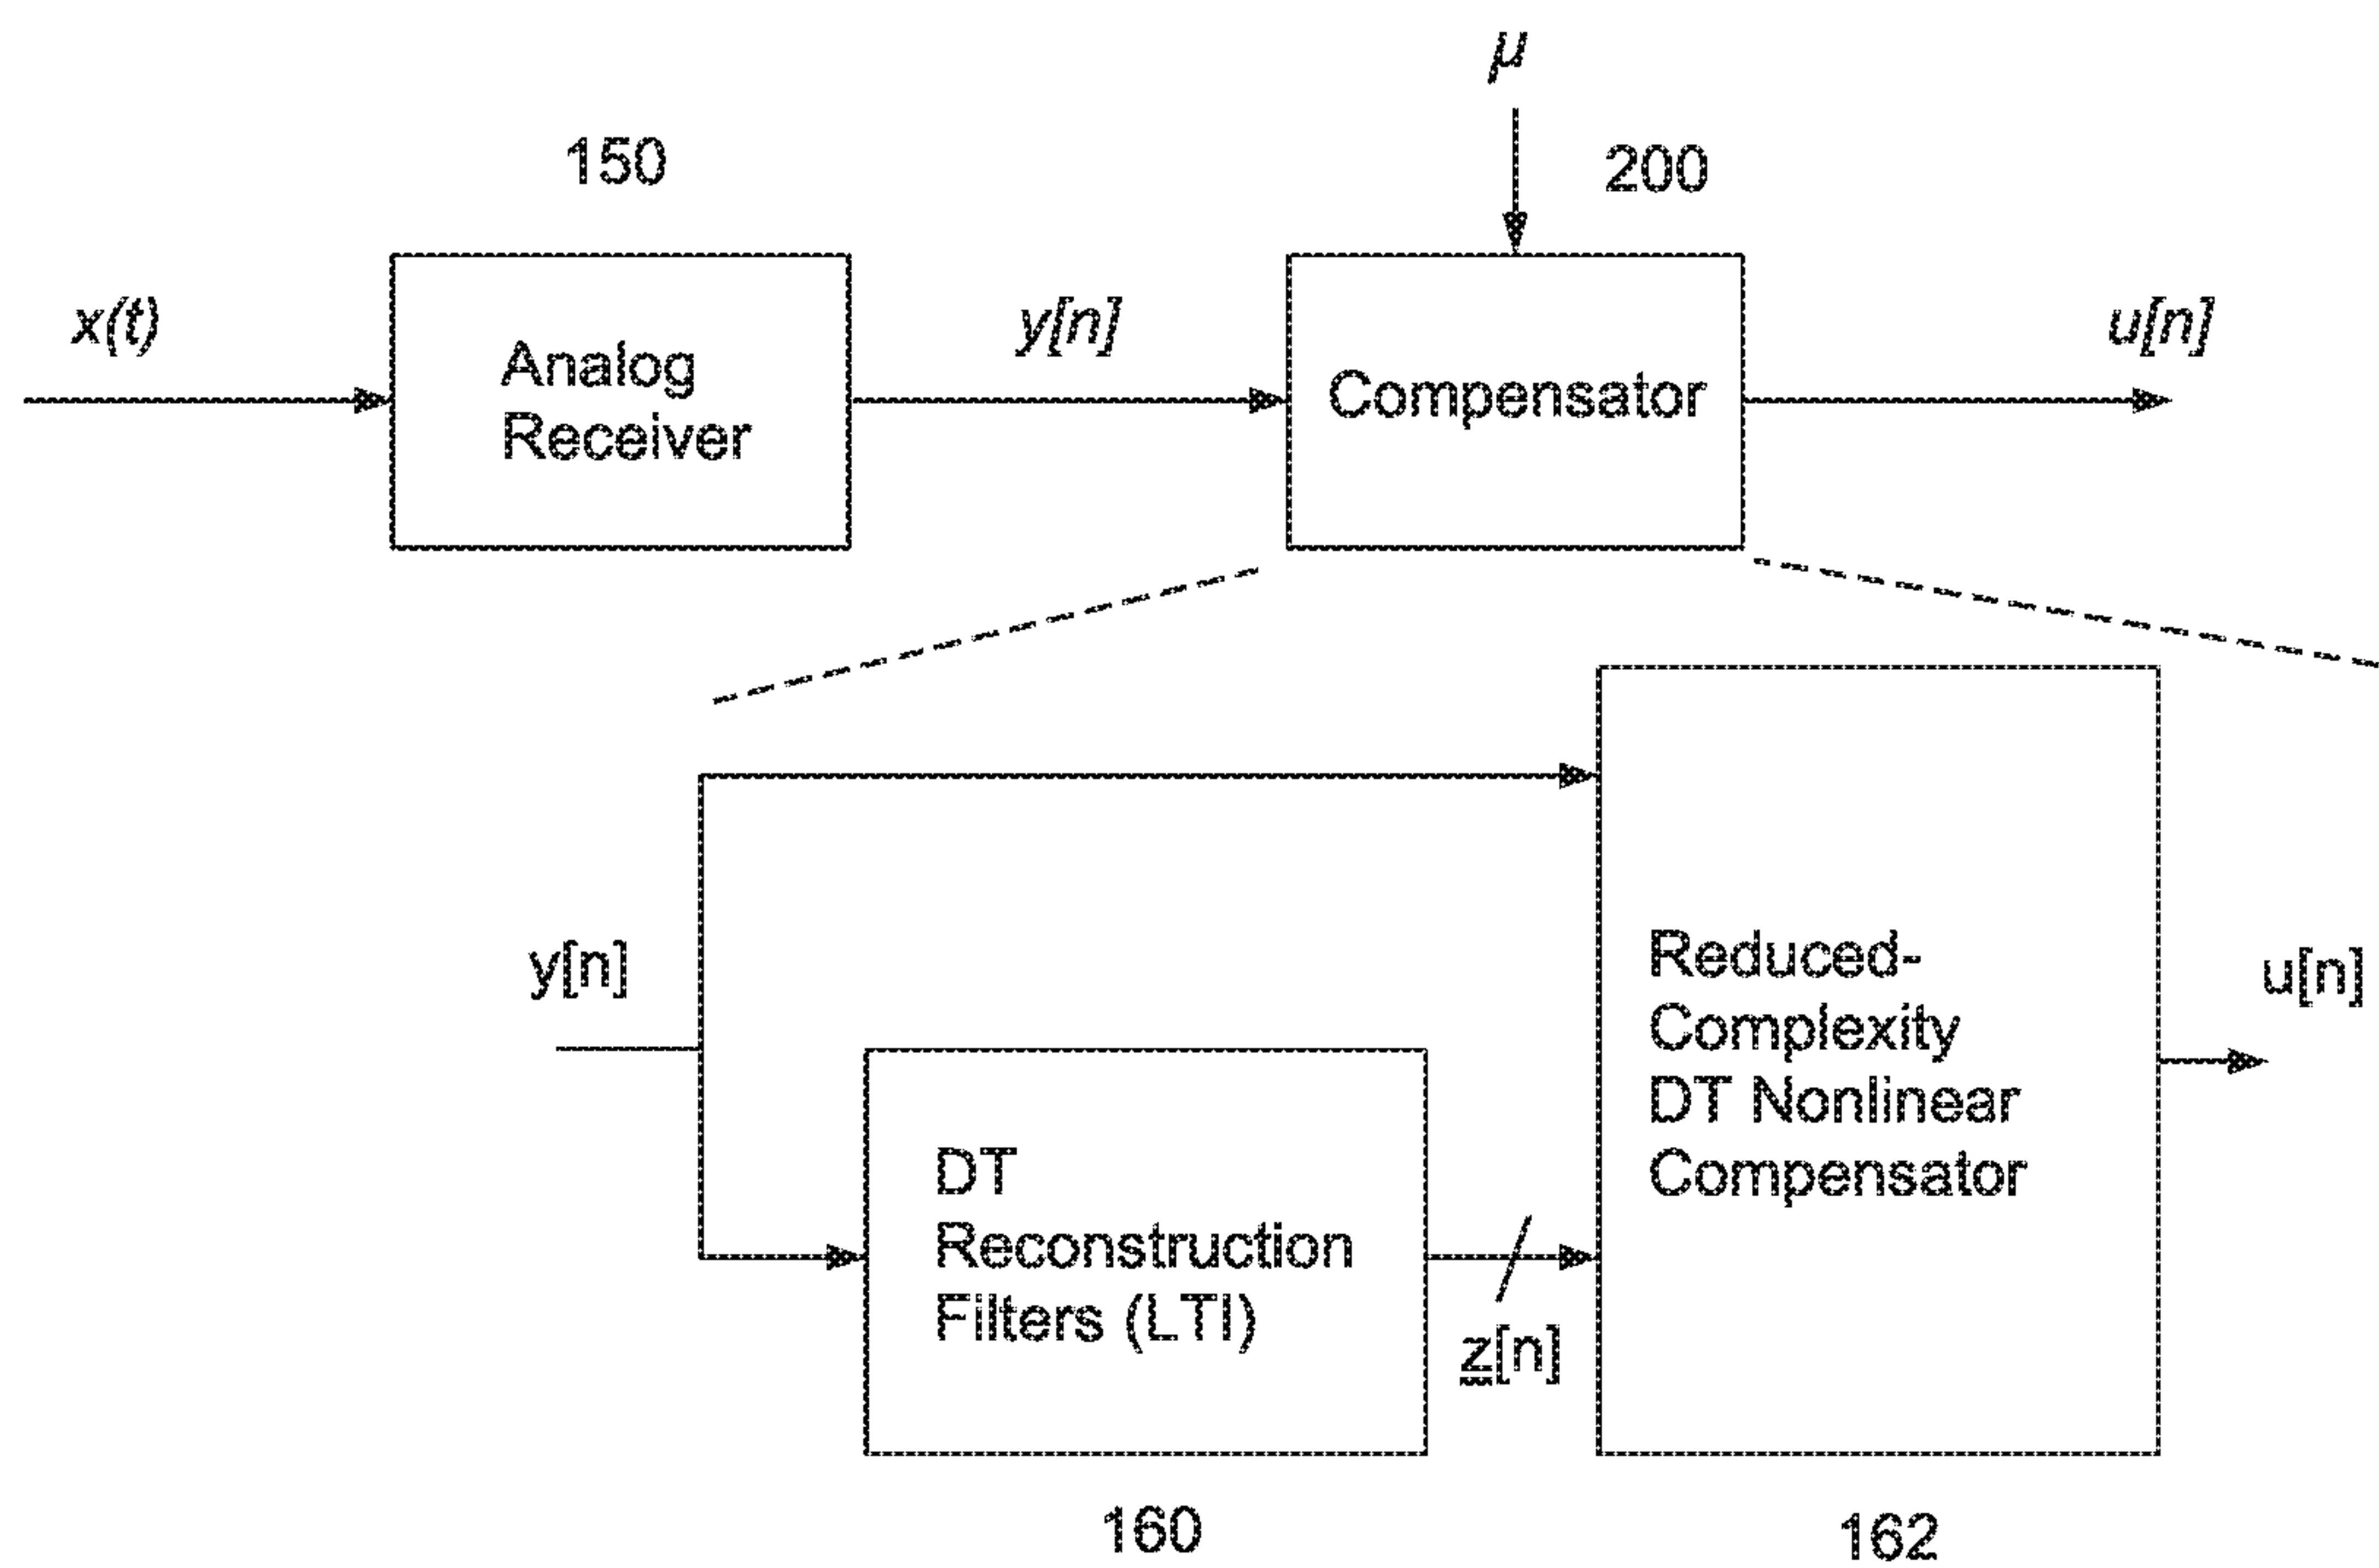 μ
150
200
x(t)
Analog
Receiver
y[n]
Compensator
u[n]
y[n]
DT
Reconstruction
Filters (LTI)
z[n]
Reduced-
Complexity
DT Nonlinear
Compensator
u[n]
160
162